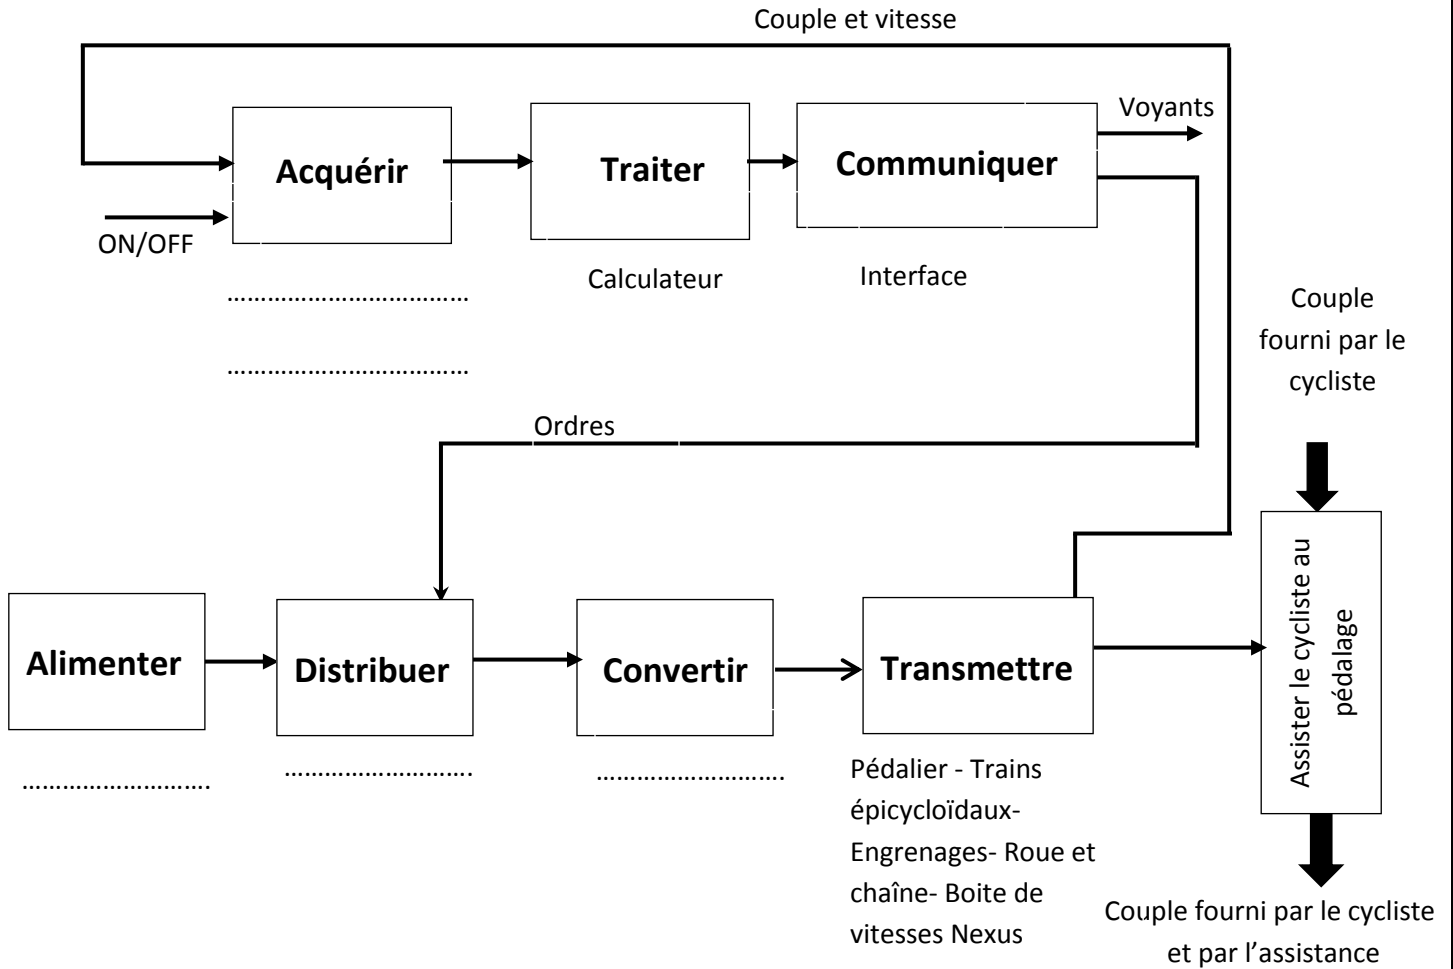 Couple et vitesse
Voyants
Acquérir
Traiter
Communiquer
ON/OFF
Calculateur
Interface
……………………………
……………………………
Couple
fourni par le
cycliste
Ordres
Alimenter
Distribuer
Convertir
Transmettre
Assister le cycliste au
pédalage
……………………….
……………………….
……………………….
Pédalier - Trains
épicycloïdaux-
Engrenages- Roue et
chaîne- Boite de
vitesses Nexus
Couple fourni par le cycliste
et par l’assistance